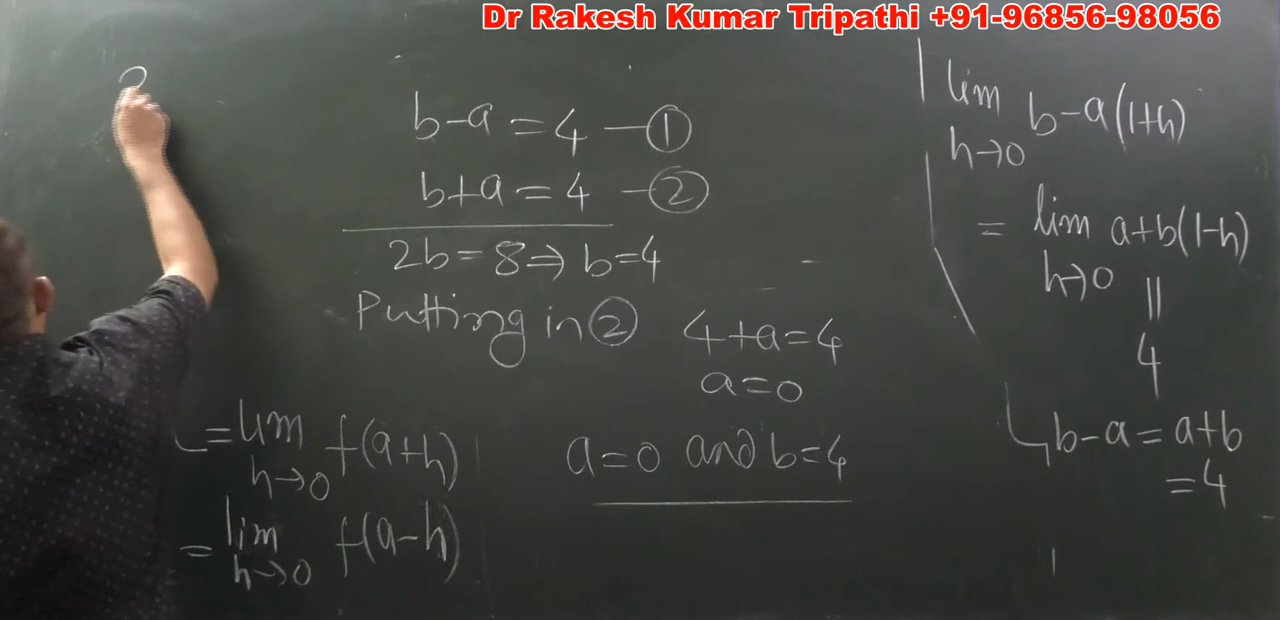 Dr Rakesh Kumar Tripathi +91-96856-98056
b-a = 4 — ①
b+a = 4 — ②
2b = 8 ⇒ b=4
Putting in ② 4+a=4
a=0
a=0 and b=4
= lim f(a+h)
h→0
= lim f(a-h)
h→0
lim b-a(1+h)
h→0
= lim a+b(1-h)
h→0
||
4
b-a = a+b
= 4